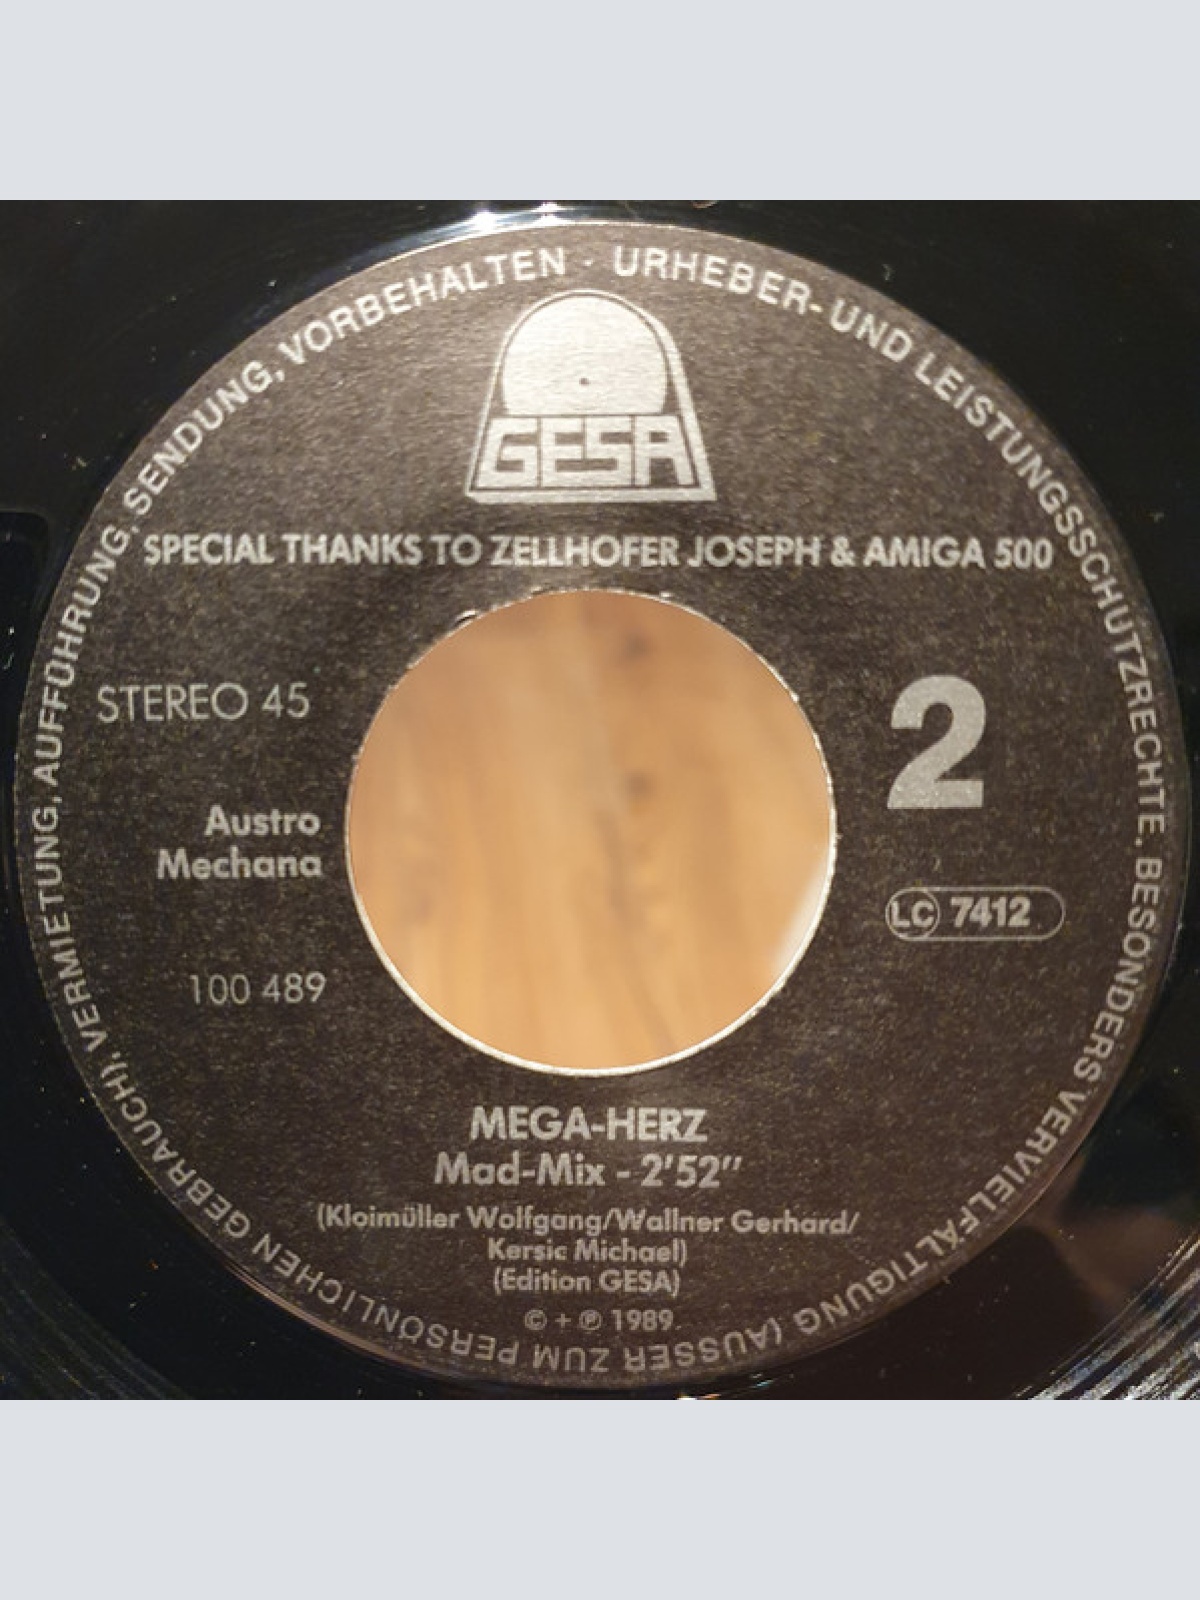 URHEBER- UND LEISTUNGSSCHUTZRECHTE. BESONDERS VERVIELFÄLTIGUNG (AUSSER ZUM PERSÖNLICHEN GEBRAUCH), VERMIETUNG, AUFFÜHRUNG, SENDUNG, VORBEHALTEN ·
GESA
SPECIAL THANKS TO ZELLHOFER JOSEPH & AMIGA 500
STEREO 45
2
Austro
Mechana
LC 7412
100 489
MEGA-HERZ
Mad-Mix - 2'52"
(Kloimüller Wolfgang/Wallner Gerhard/
Kersic Michael)
(Edition GESA)
© + ℗ 1989.